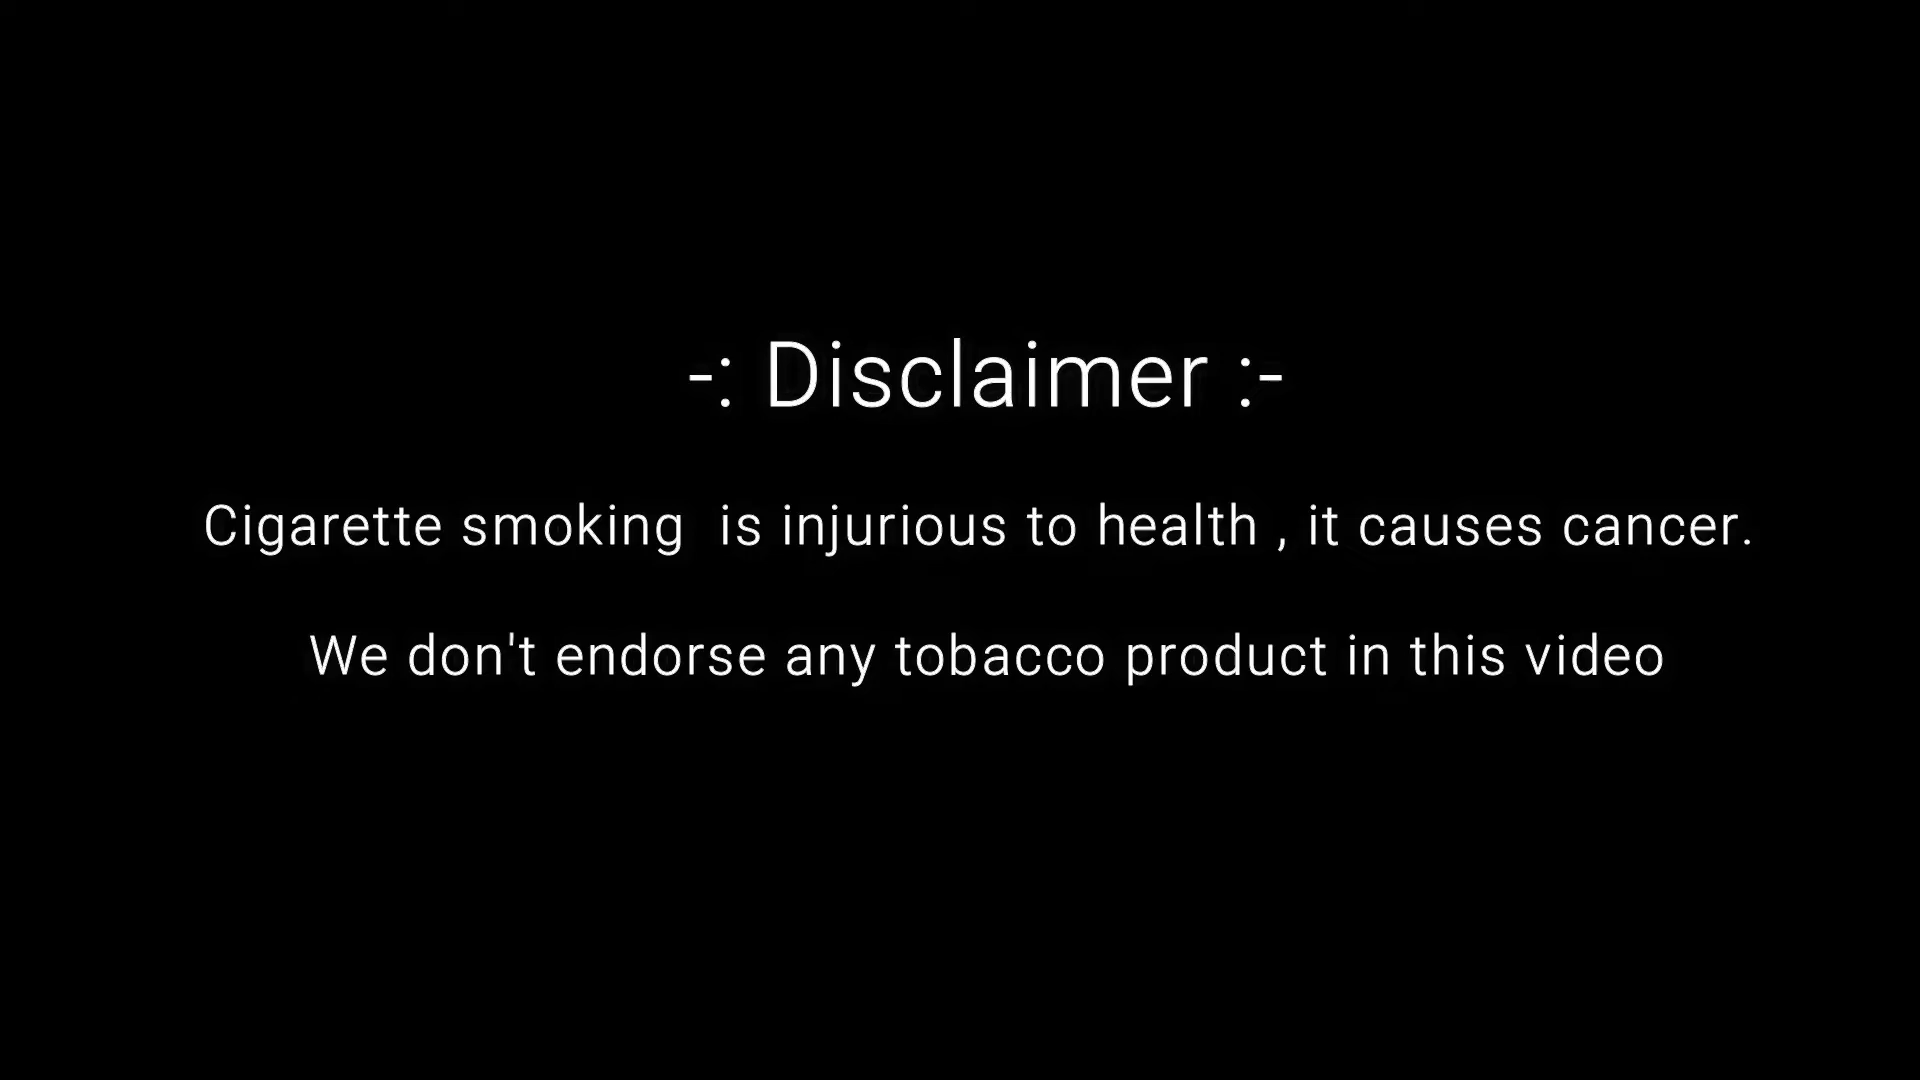 -: Disclaimer :-
Cigarette smoking  is injurious to health , it causes cancer.
We don't endorse any tobacco product in this video